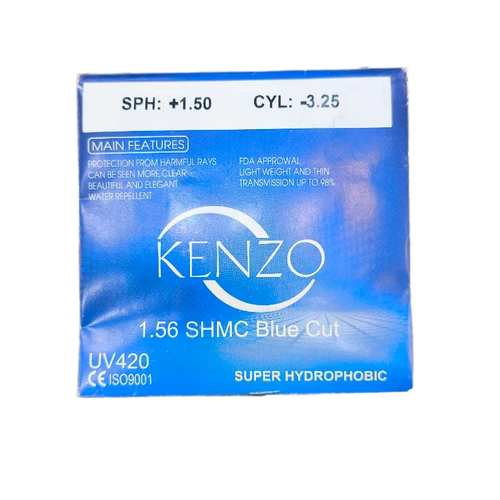 SPH: +1.50 CYL: -3.25
MAIN FEATURES
PROTECTION FROM HARMFUL RAYS
CAN BE SEEN MORE CLEAR
BEAUTIFUL AND ELEGANT
WATER REPELLENT
FDA APPROWAL
LIGHT WEIGHT AND THIN
TRANSMISSION UP TO 98%
KENZO
1.56 SHMC Blue Cut
UV420
CE ISO9001
SUPER HYDROPHOBIC